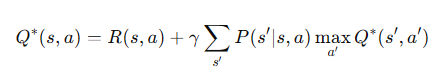 Q*(s, a) = R(s, a) + γ ∑_{s'} P(s'|s, a) max_{a'} Q*(s', a')